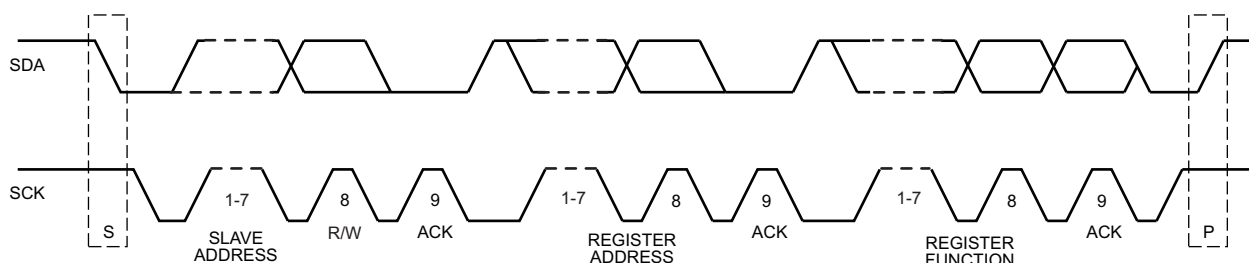 SDA
SCK
1-7 8 9 1-7 8 9 1-7 8 9
S SLAVE ADDRESS R/W ACK REGISTER ADDRESS ACK REGISTER FUNCTION ACK P